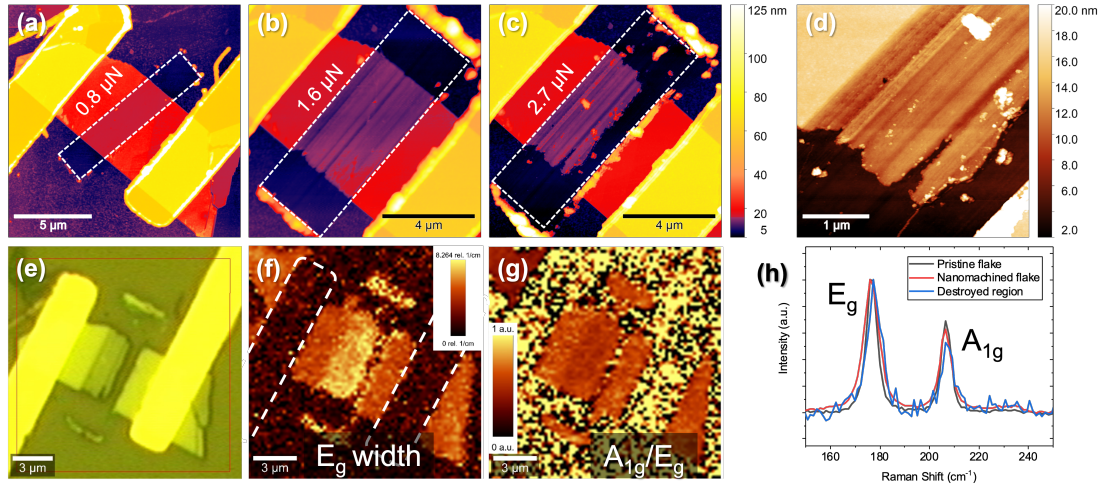 (a)
0.8 µN
5 µm
(b)
1.6 µN
4 µm
(c)
2.7 µN
4 µm
125 nm
100
80
60
40
20
5
(d)
1 µm
20.0 nm
18.0
16.0
14.0
12.0
10.0
8.0
6.0
4.0
2.0
(e)
3 µm
(f)
8.264 rel. 1/cm
0 rel. 1/cm
3 µm
Eg width
(g)
1 a.u.
0 a.u.
3 µm
A1g/Eg
(h)
Pristine flake
Nanomachined flake
Destroyed region
Eg
A1g
Intensity (a.u.)
160 180 200 220 240
Raman Shift (cm-1)